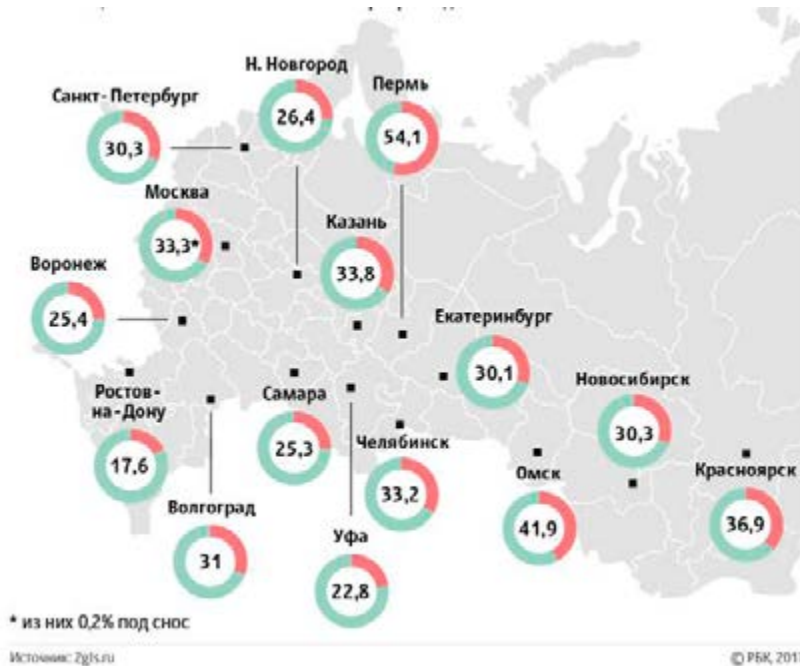 Н. Новгород
26,4
Пермь
54,1
Санкт-Петербург
30,3
Москва
33,3*
Казань
33,8
Воронеж
25,4
Екатеринбург
30,1
Новосибирск
30,3
Ростов-
на-Дону
17,6
Самара
25,3
Челябинск
33,2
Омск
41,9
Красноярск
36,9
Волгоград
31
Уфа
22,8
* из них 0,2% под снос
Источник: 2gis.ru
© РБК, 201